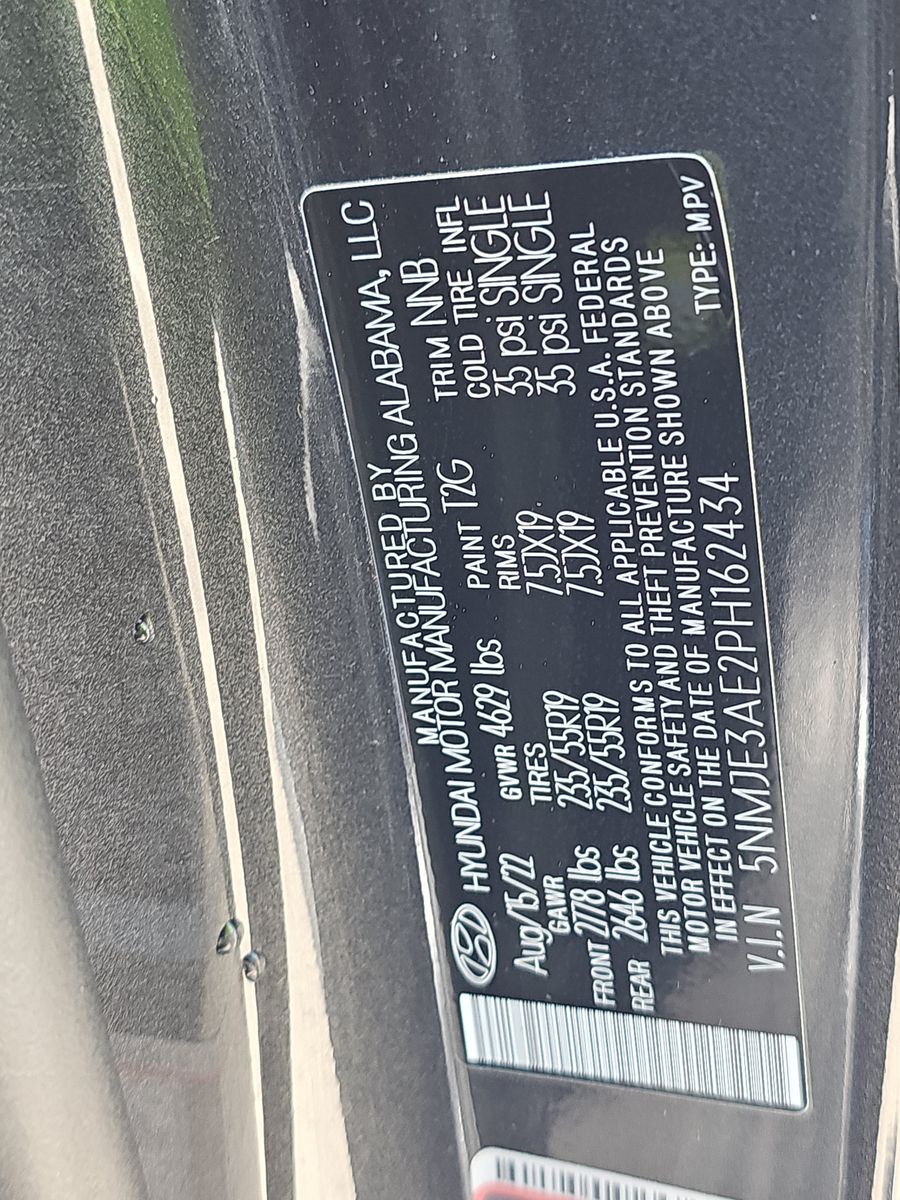 MANUFACTURED BY
HYUNDAI MOTOR MANUFACTURING ALABAMA, LLC
Aug/15/22 GVWR 4629 lbs PAINT T2G TRIM NNB
GAWR TIRES RIMS COLD TIRE INFL
FRONT 2778 lbs 235/55R19 7.5JX19 35 psi SINGLE
REAR 2646 lbs 235/55R19 7.5JX19 35 psi SINGLE
THIS VEHICLE CONFORMS TO ALL APPLICABLE U.S.A. FEDERAL
MOTOR VEHICLE SAFETY AND THEFT PREVENTION STANDARDS
IN EFFECT ON THE DATE OF MANUFACTURE SHOWN ABOVE
V.I.N 5NMJE3AE2PH162434 TYPE: MPV